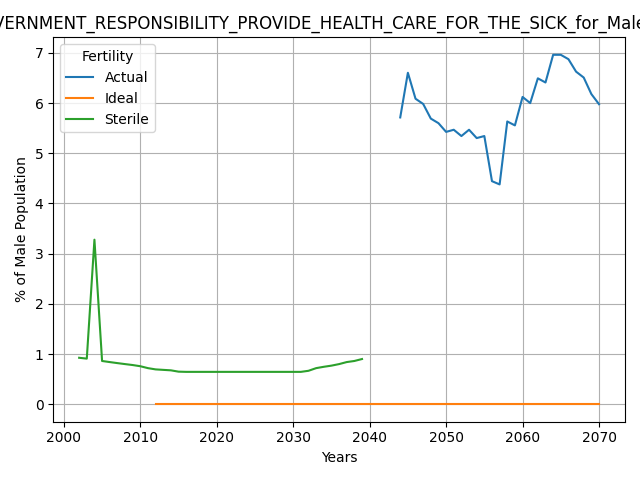 VERNMENT_RESPONSIBILITY_PROVIDE_HEALTH_CARE_FOR_THE_SICK_for_Male
Fertility
Actual
Ideal
Sterile
% of Male Population
7
6
5
4
3
2
1
0
2000 2010 2020 2030 2040 2050 2060 2070
Years